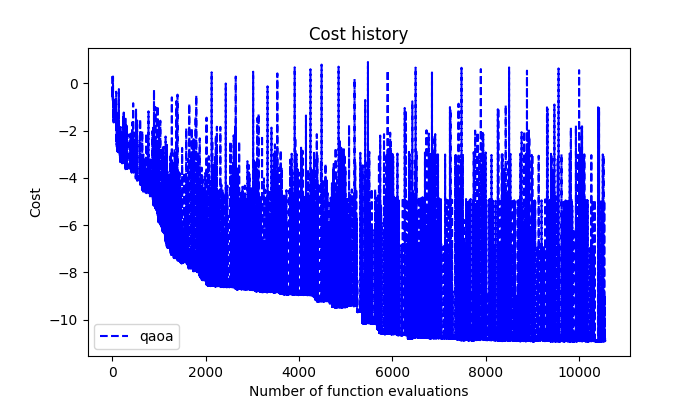 Cost history
Cost
0
−2
−4
−6
−8
−10
qaoa
0 2000 4000 6000 8000 10000
Number of function evaluations